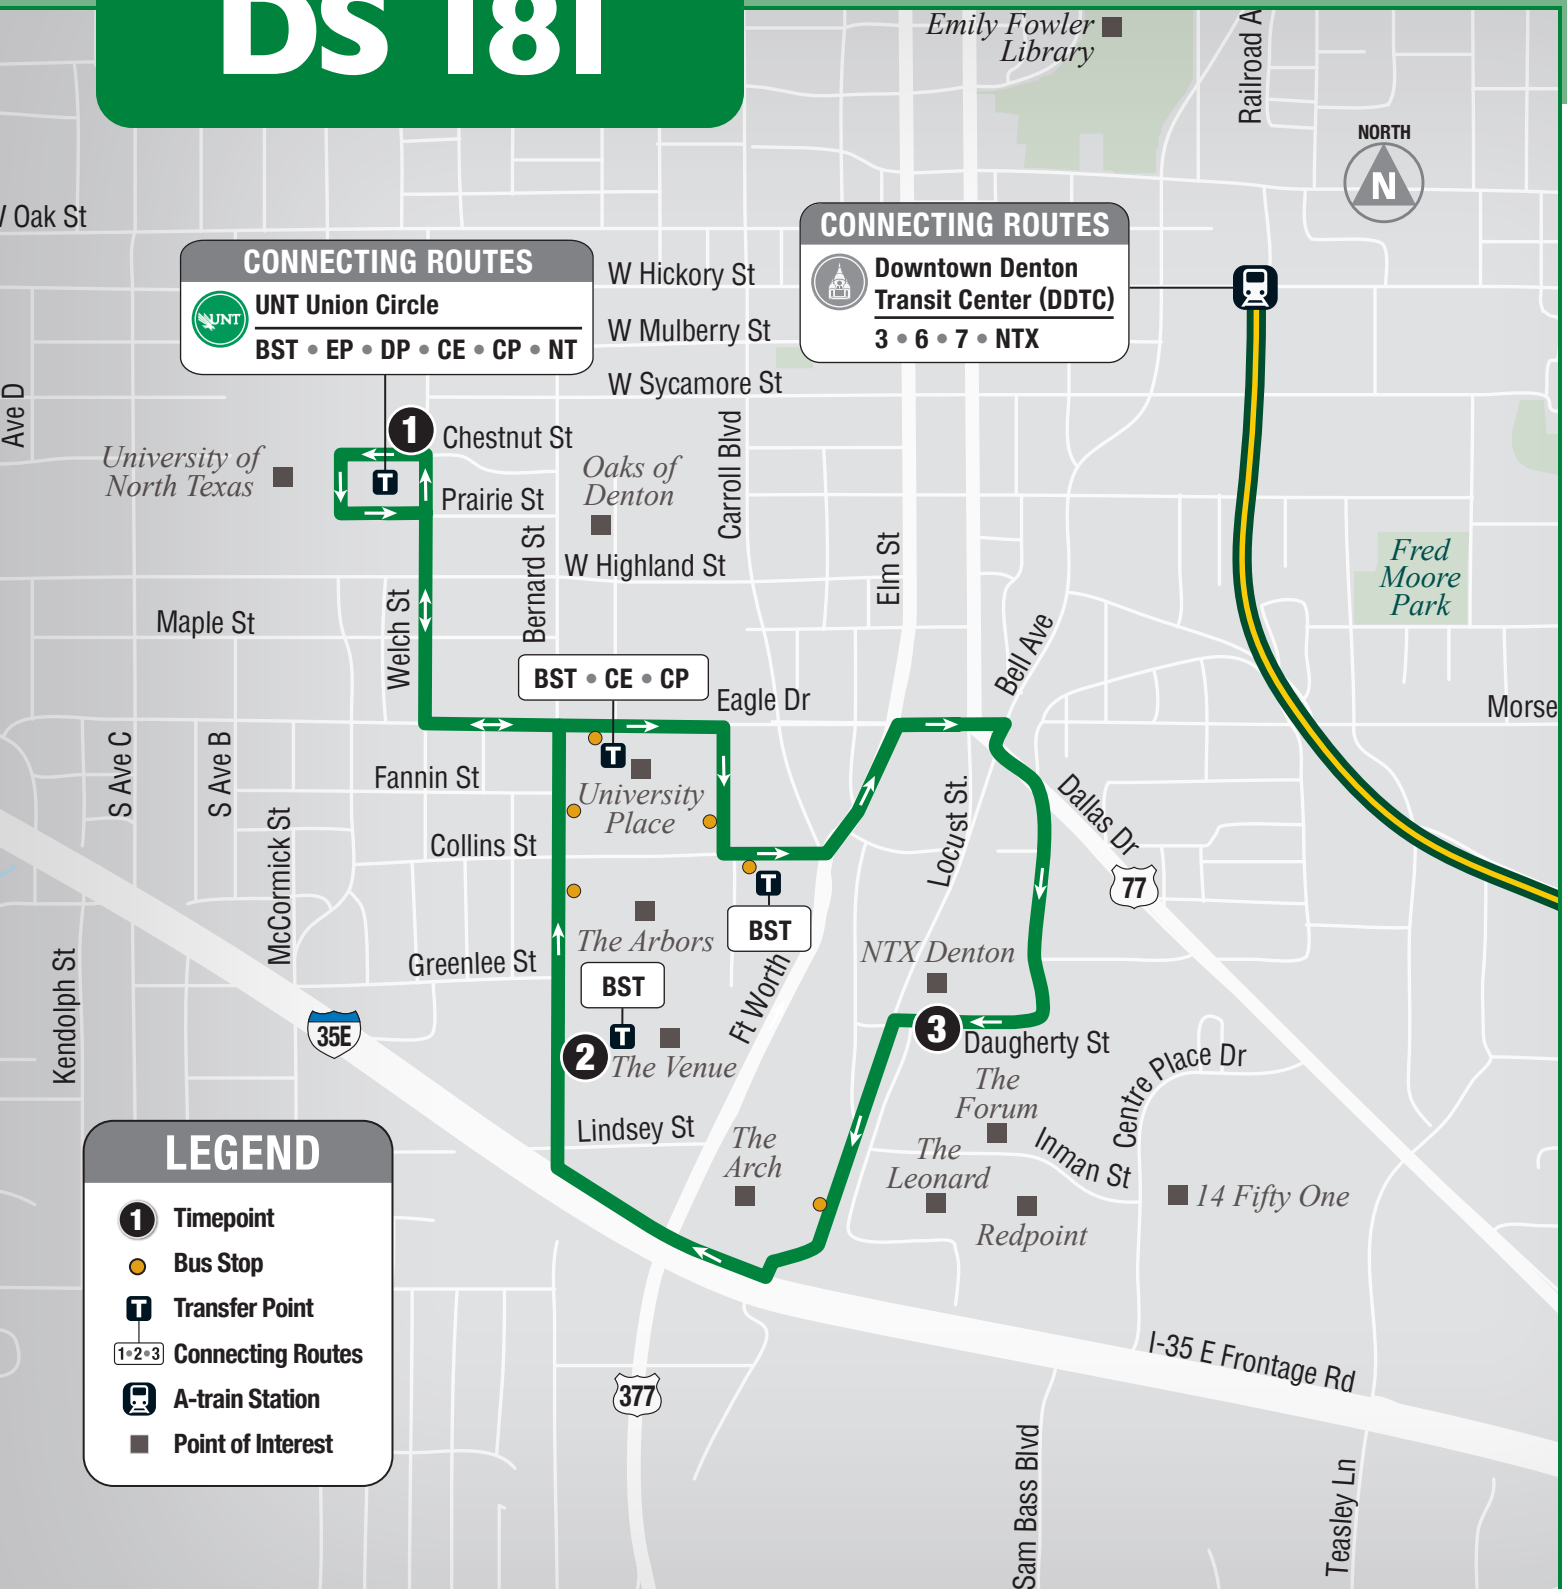 DS 181
Emily Fowler
Library
Railroad A
NORTH
N
W Oak St
CONNECTING ROUTES
UNT
UNT Union Circle
BST • EP • DP • CE • CP • NT
W Hickory St
W Mulberry St
W Sycamore St
CONNECTING ROUTES
Downtown Denton
Transit Center (DDTC)
3 • 6 • 7 • NTX
Ave D
1
Chestnut St
University of
North Texas
T
Prairie St
Oaks of
Denton
Carroll Blvd
Bernard St
W Highland St
Elm St
Fred
Moore
Park
Maple St
Welch St
Bell Ave
BST • CE • CP
Eagle Dr
Morse
T
S Ave C
S Ave B
Fannin St
University
Place
McCormick St
Collins St
Locust St.
Dallas Dr
77
T
BST
The Arbors
Greenlee St
BST
Ft Worth
NTX Denton
Kendolph St
35E
2
T
The Venue
3
Daugherty St
Centre Place Dr
The
Forum
Lindsey St
The
Arch
The
Leonard
Inman St
14 Fifty One
Redpoint
LEGEND
1 Timepoint
Bus Stop
T Transfer Point
1•2•3 Connecting Routes
A-train Station
Point of Interest
I-35 E Frontage Rd
377
Sam Bass Blvd
Teasley Ln